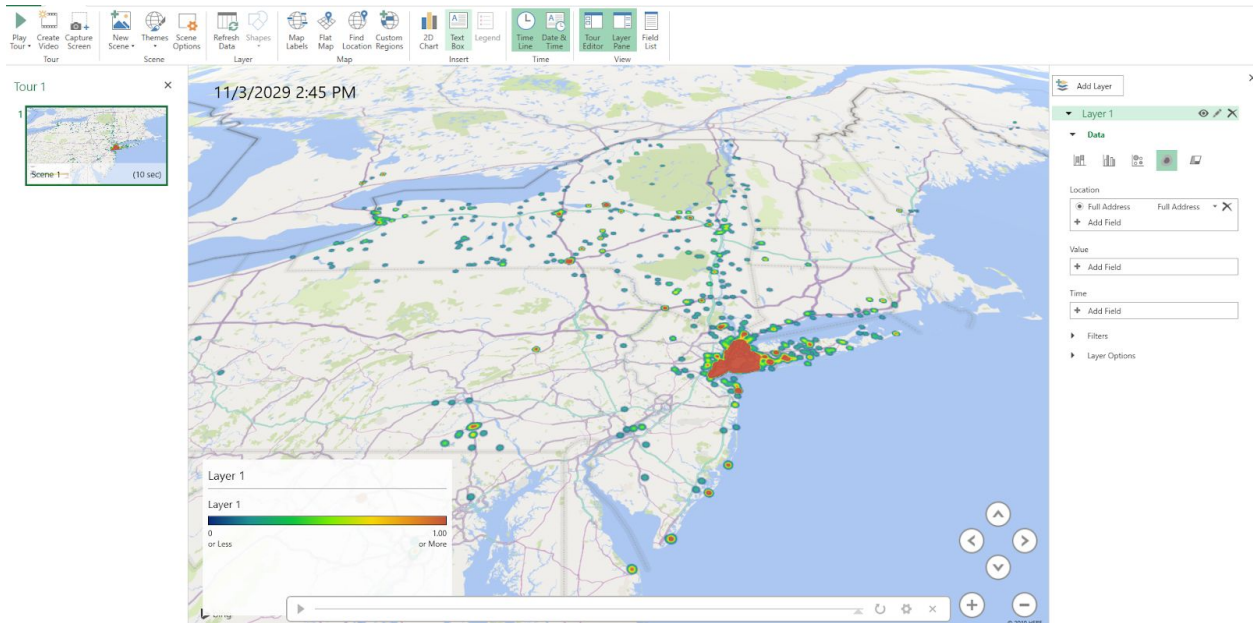 Play Tour
Create Video
Capture Screen
New Scene
Themes
Scene Options
Refresh Data
Shapes
Map Labels
Flat Map
Find Location
Custom Regions
2D Chart
Text Box
Legend
Time Line
Date & Time
Tour Editor
Layer Pane
Field List
Tour
Scene
Layer
Map
Insert
Time
View
Tour 1
1
Scene 1
(10 sec)
11/3/2029 2:45 PM
Layer 1
Layer 1
0
or Less
1.00
or More
Add Layer
Layer 1
Data
Location
Full Address Full Address
+ Add Field
Value
+ Add Field
Time
+ Add Field
Filters
Layer Options